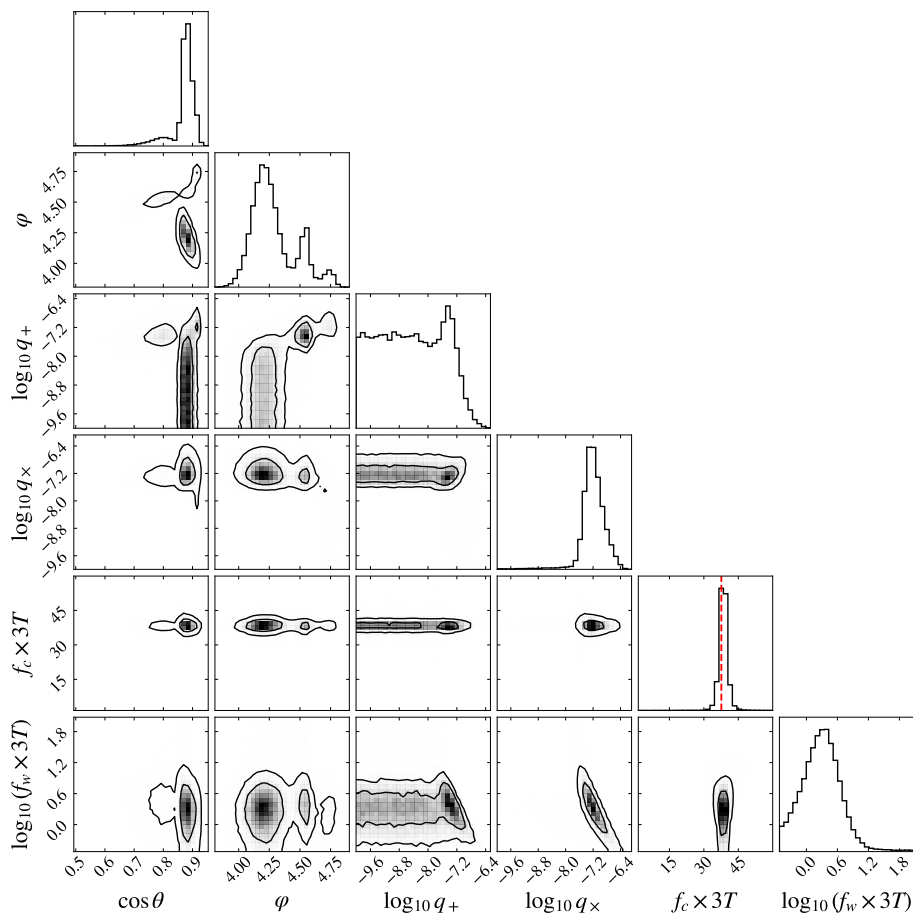 4.75
4.50
4.25
4.00
φ
−6.4
−7.2
−8.0
−8.8
−9.6
log₁₀ q₊
−6.4
−7.2
−8.0
−8.8
−9.6
log₁₀ q×
45
30
15
f_c × 3T
1.8
1.2
0.6
0.0
log₁₀(f_w × 3T)
0.5 0.6 0.7 0.8 0.9
4.00 4.25 4.50 4.75
−9.6 −8.8 −8.0 −7.2 −6.4
−9.6 −8.8 −8.0 −7.2 −6.4
15 30 45
0.0 0.6 1.2 1.8
cos θ φ log₁₀ q₊ log₁₀ q× f_c × 3T log₁₀(f_w × 3T)